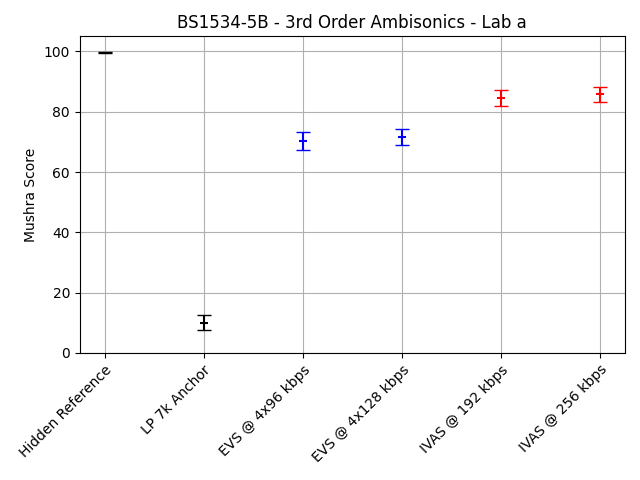 BS1534-5B - 3rd Order Ambisonics - Lab a
Mushra Score
100
80
60
40
20
0
Hidden Reference
LP 7k Anchor
EVS @ 4x96 kbps
EVS @ 4x128 kbps
IVAS @ 192 kbps
IVAS @ 256 kbps